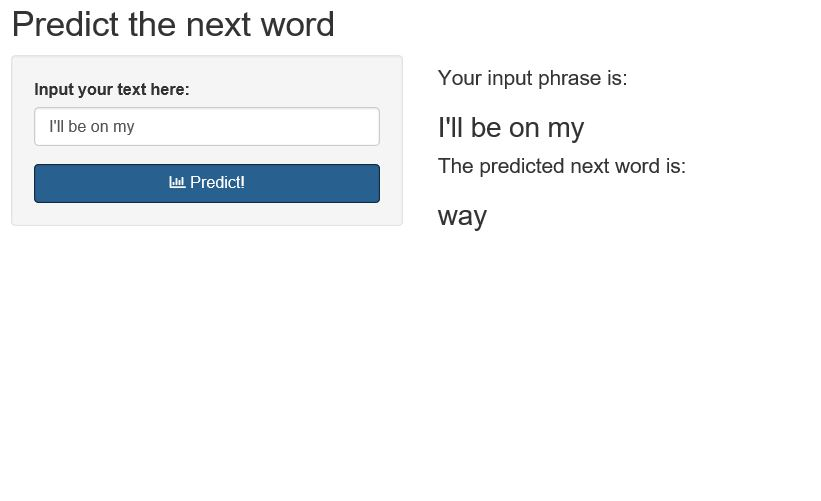 Predict the next word
Input your text here:
I'll be on my
Predict!
Your input phrase is:
I'll be on my
The predicted next word is:
way